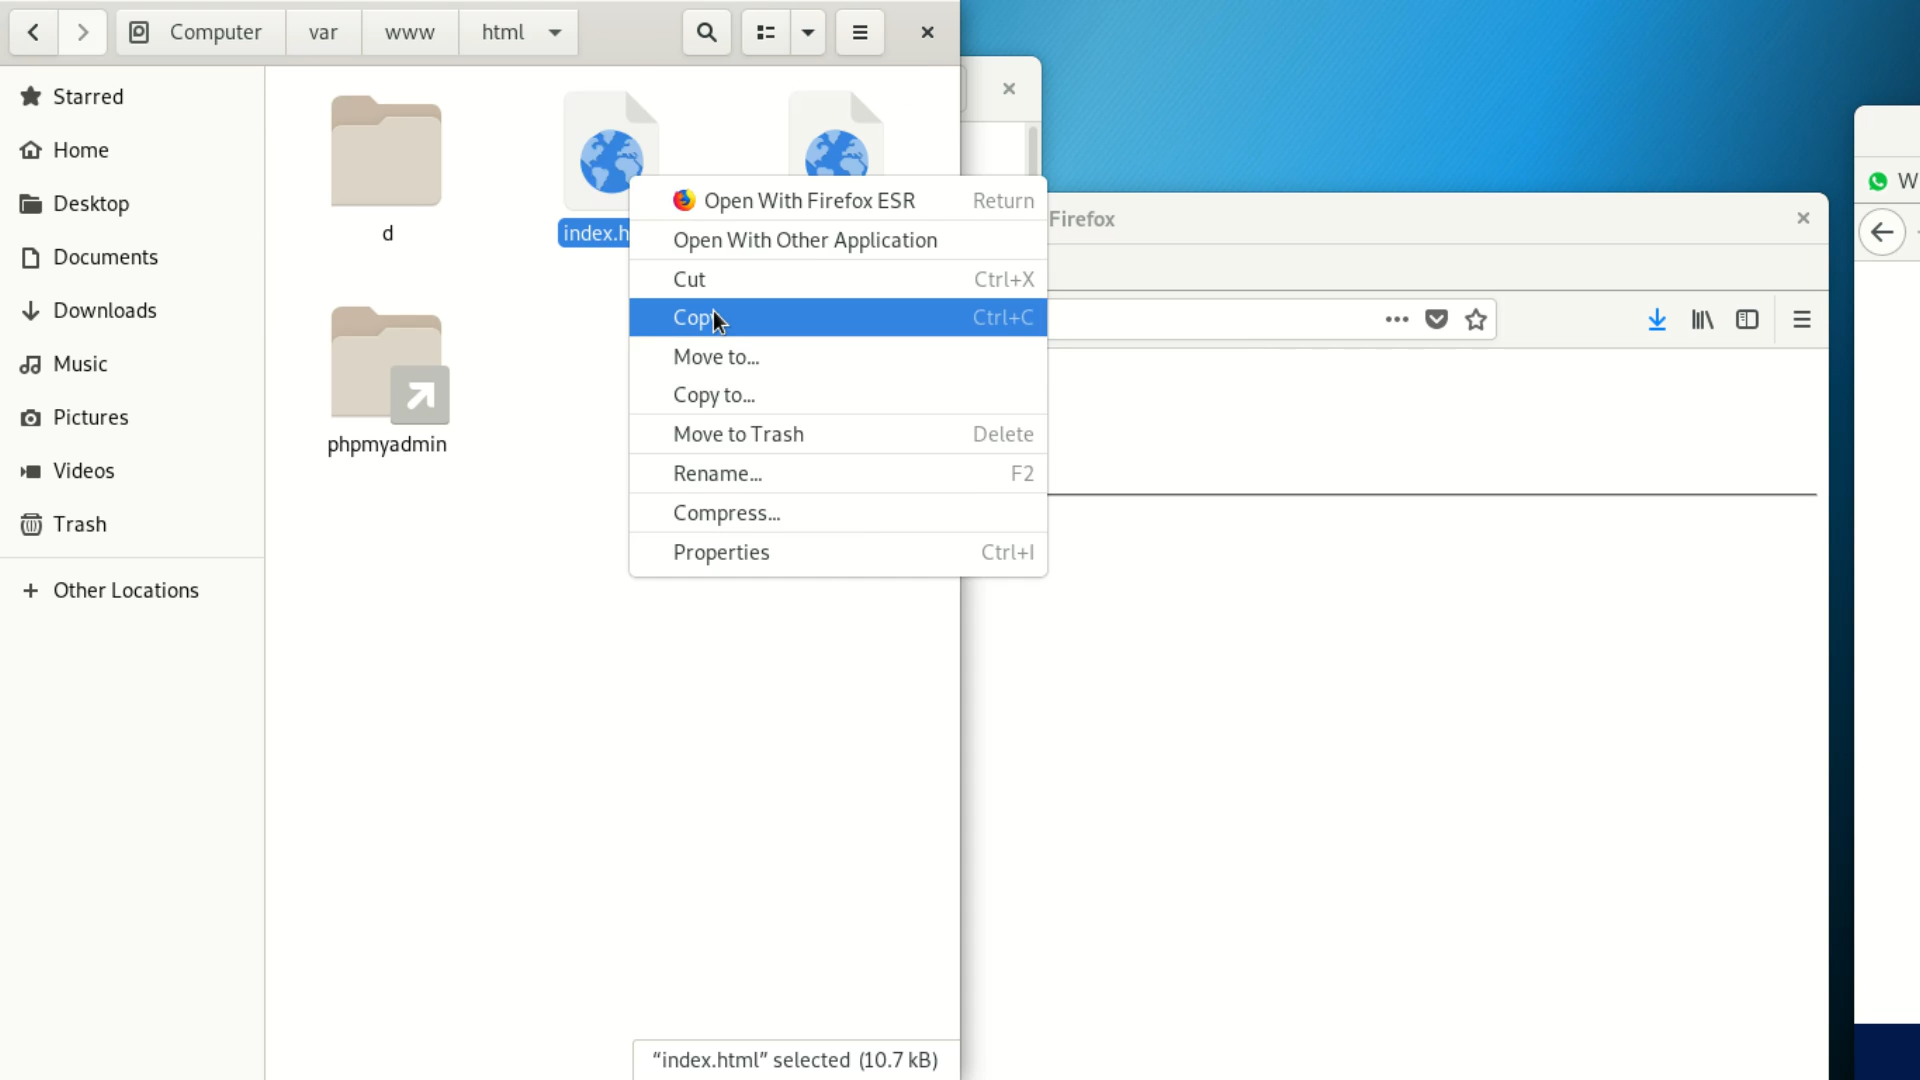 Computer
var
www
html
Starred
Home
Desktop
Documents
Downloads
Music
Pictures
Videos
Trash
Other Locations
d
index.h
phpmyadmin
Open With Firefox ESR Return
Open With Other Application
Cut Ctrl+X
Copy Ctrl+C
Move to...
Copy to...
Move to Trash Delete
Rename... F2
Compress...
Properties Ctrl+I
Firefox
W
“index.html” selected (10.7 kB)